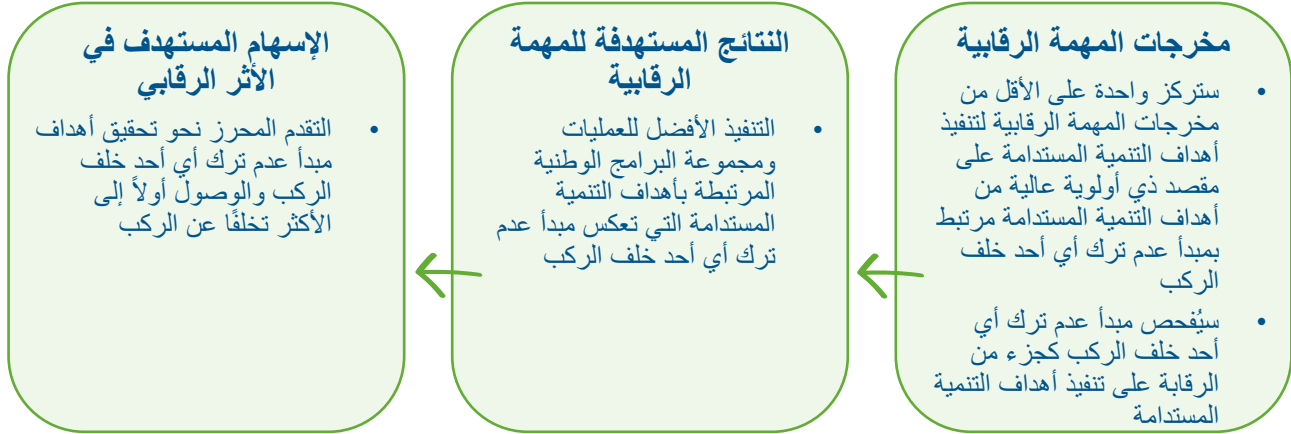 مخرجات المهمة الرقابية
• ستركز واحدة على الأقل من
مخرجات المهمة الرقابية لتنفيذ
أهداف التنمية المستدامة على
مقصد ذي أولوية عالية من
أهداف التنمية المستدامة مرتبط
بمبدأ عدم ترك أي أحد خلف
الركب
• سيُفحص مبدأ عدم ترك أي
أحد خلف الركب كجزء من
الرقابة على تنفيذ أهداف التنمية
المستدامة
النتائج المستهدفة للمهمة
الرقابية
• التنفيذ الأفضل للعمليات
ومجموعة البرامج الوطنية
المرتبطة بأهداف التنمية
المستدامة التي تعكس مبدأ عدم
ترك أي أحد خلف الركب
الإسهام المستهدف في
الأثر الرقابي
• التقدم المحرز نحو تحقيق أهداف
مبدأ عدم ترك أي أحد خلف
الركب والوصول أولاً إلى
الأكثر تخلفًا عن الركب